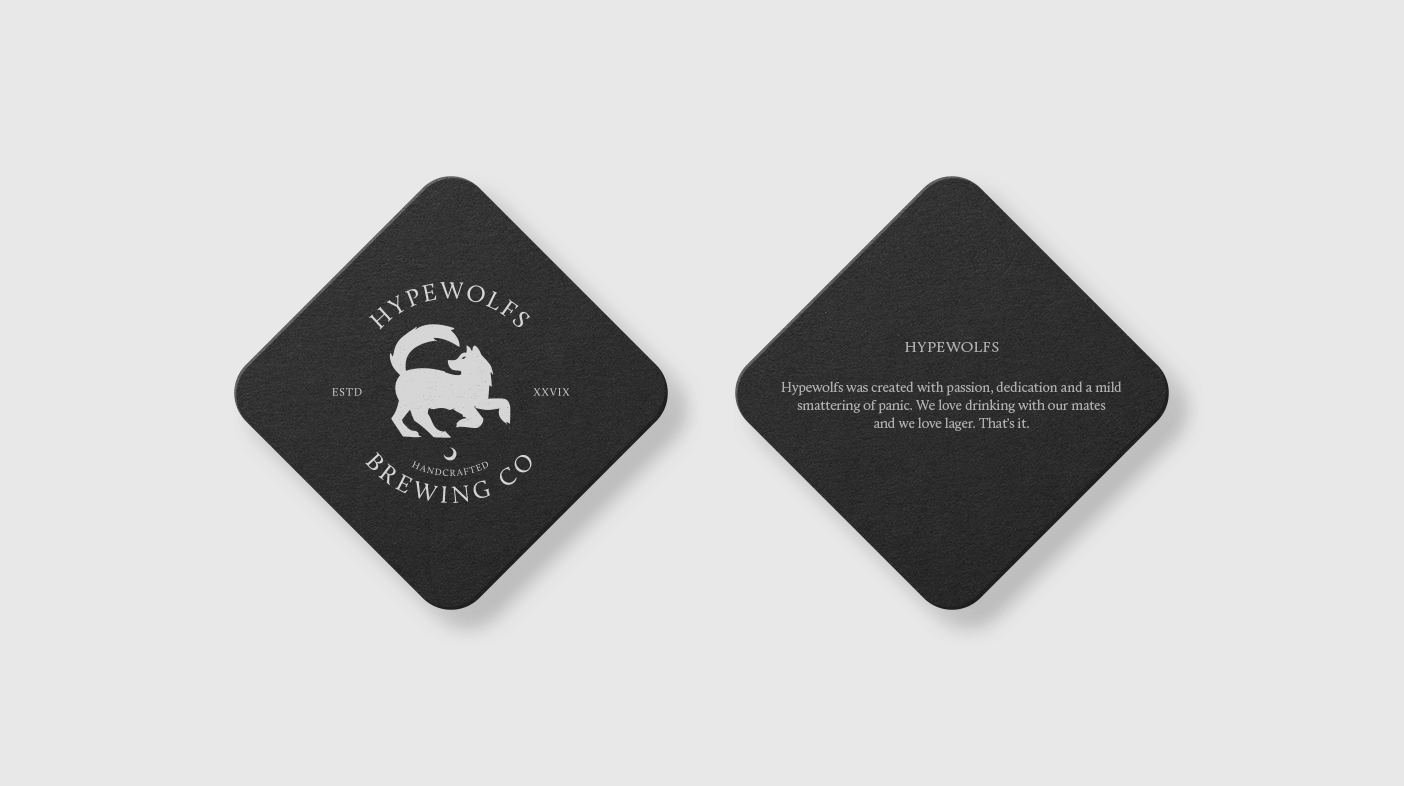 HYPEWOLFS
ESTD
XXVIX
HANDCRAFTED
BREWING CO
HYPEWOLFS
Hypewolfs was created with passion, dedication and a mild
smattering of panic. We love drinking with our mates
and we love lager. That's it.